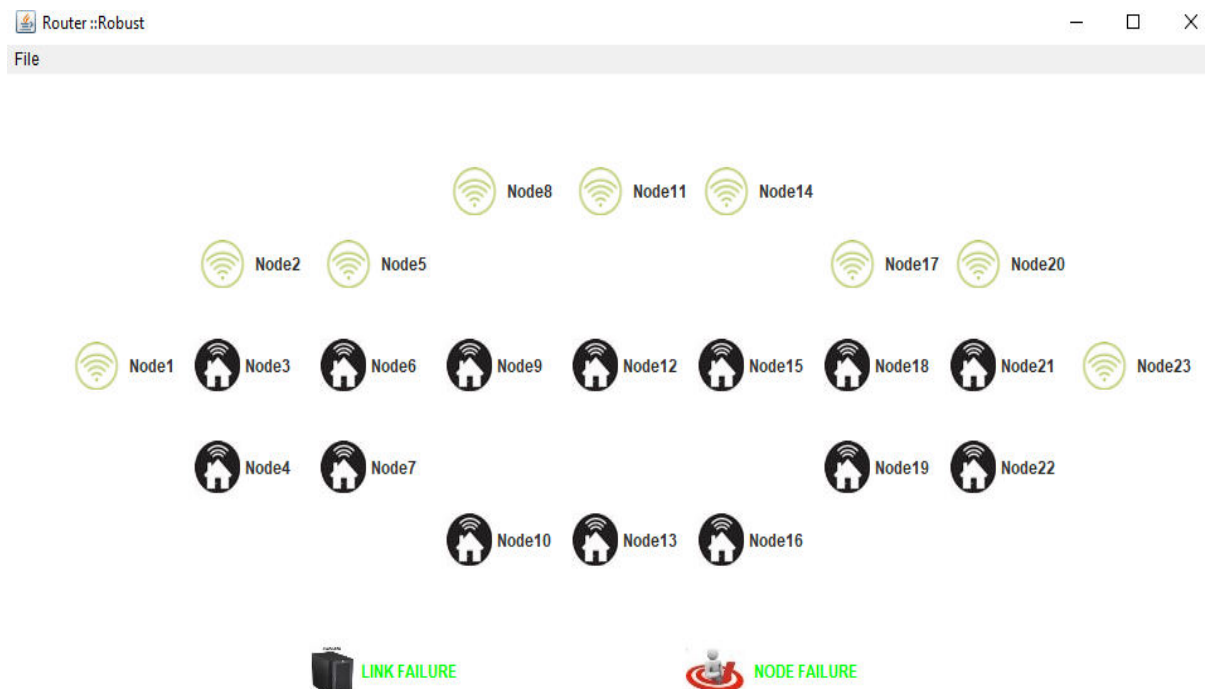 Router ::Robust
File
Node8 Node11 Node14
Node2 Node5 Node17 Node20
Node1 Node3 Node6 Node9 Node12 Node15 Node18 Node21 Node23
Node4 Node7 Node19 Node22
Node10 Node13 Node16
LINK FAILURE NODE FAILURE